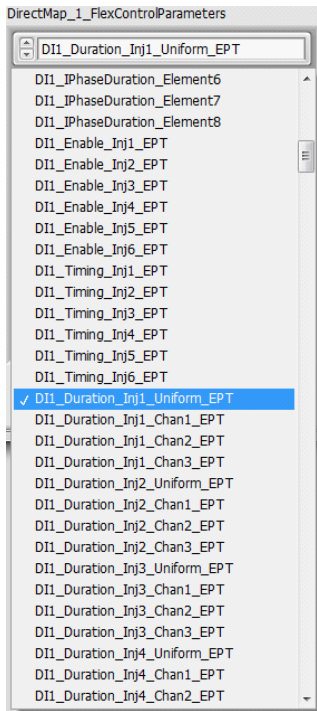 DirectMap_1_FlexControlParameters
DI1_Duration_Inj1_Uniform_EPT
DI1_IPhaseDuration_Element6
DI1_IPhaseDuration_Element7
DI1_IPhaseDuration_Element8
DI1_Enable_Inj1_EPT
DI1_Enable_Inj2_EPT
DI1_Enable_Inj3_EPT
DI1_Enable_Inj4_EPT
DI1_Enable_Inj5_EPT
DI1_Enable_Inj6_EPT
DI1_Timing_Inj1_EPT
DI1_Timing_Inj2_EPT
DI1_Timing_Inj3_EPT
DI1_Timing_Inj4_EPT
DI1_Timing_Inj5_EPT
DI1_Timing_Inj6_EPT
✓ DI1_Duration_Inj1_Uniform_EPT
DI1_Duration_Inj1_Chan1_EPT
DI1_Duration_Inj1_Chan2_EPT
DI1_Duration_Inj1_Chan3_EPT
DI1_Duration_Inj2_Uniform_EPT
DI1_Duration_Inj2_Chan1_EPT
DI1_Duration_Inj2_Chan2_EPT
DI1_Duration_Inj2_Chan3_EPT
DI1_Duration_Inj3_Uniform_EPT
DI1_Duration_Inj3_Chan1_EPT
DI1_Duration_Inj3_Chan2_EPT
DI1_Duration_Inj3_Chan3_EPT
DI1_Duration_Inj4_Uniform_EPT
DI1_Duration_Inj4_Chan1_EPT
DI1_Duration_Inj4_Chan2_EPT